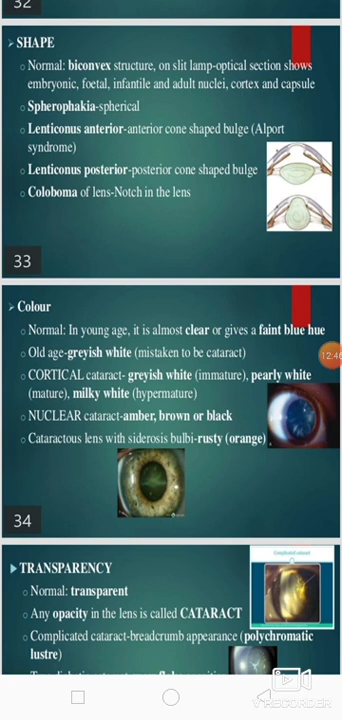 32
SHAPE
Normal: biconvex structure, on slit lamp-optical section shows
embryonic, foetal, infantile and adult nuclei, cortex and capsule
Spherophakia-spherical
Lenticonus anterior-anterior cone shaped bulge (Alport
syndrome)
Lenticonus posterior-posterior cone shaped bulge
Coloboma of lens-Notch in the lens
33
Colour
Normal: In young age, it is almost clear or gives a faint blue hue
Old age-greyish white (mistaken to be cataract)
12:46
CORTICAL cataract- greyish white (immature), pearly white
(mature), milky white (hypermature)
NUCLEAR cataract-amber, brown or black
Cataractous lens with siderosis bulbi-rusty (orange)
34
Complicated cataract
TRANSPARENCY
Normal: transparent
Any opacity in the lens is called CATARACT
Complicated cataract-breadcrumb appearance (polychromatic
lustre)
V RECORDER